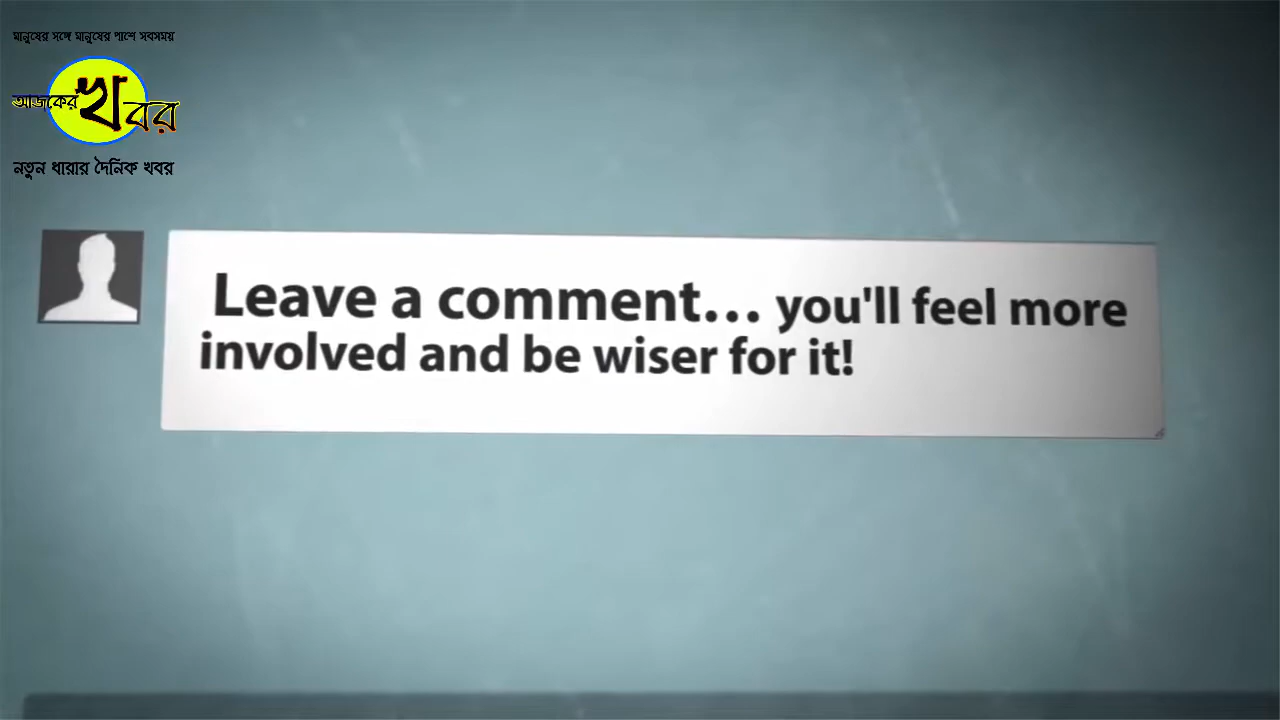 মানুষের সঙ্গে মানুষের পাশে সবসময়
আজকের খবর
নতুন ধারার দৈনিক খবর
Leave a comment... you'll feel more
involved and be wiser for it!